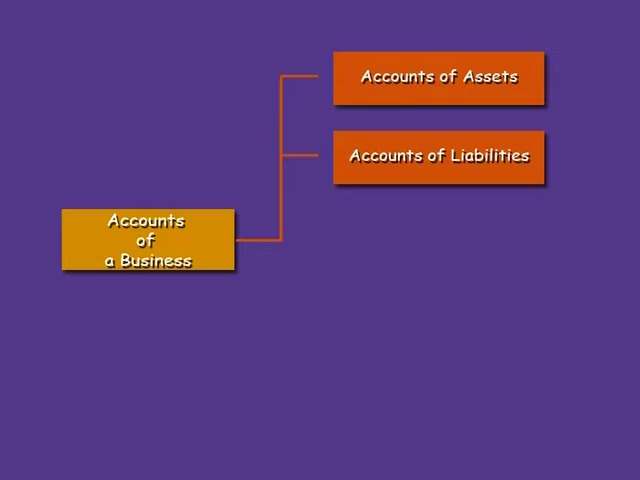 Accounts of Assets
Accounts of Liabilities
Accounts
of
a Business